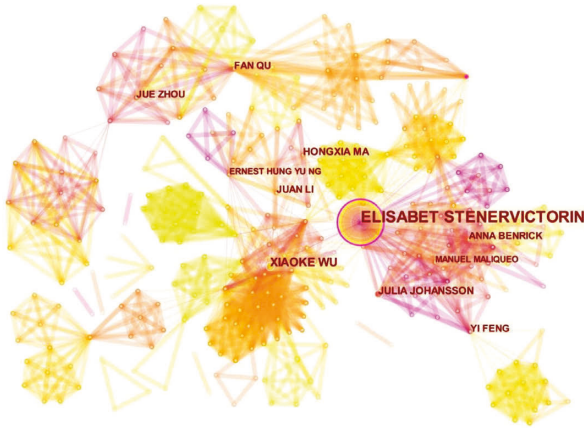 FAN QU
JUE ZHOU
HONGXIA MA
ERNEST HUNG YU NG
JUAN LI
ELISABET STENERVICTORIN
ANNA BENRICK
XIAOKE WU
MANUEL MALIQUEO
JULIA JOHANSSON
YI FENG